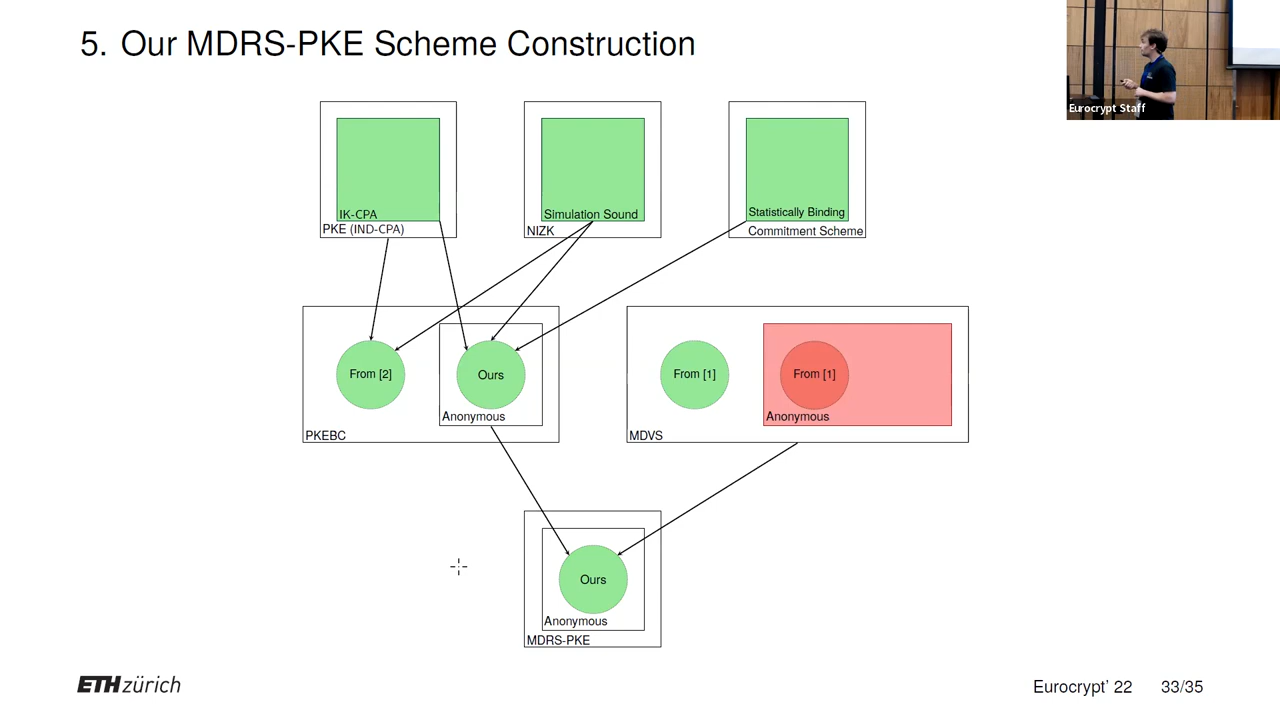 5. Our MDRS-PKE Scheme Construction
Eurocrypt Staff
IK-CPA
PKE (IND-CPA)
Simulation Sound
NIZK
Statistically Binding
Commitment Scheme
From [2]
Ours
Anonymous
PKEBC
From [1]
From [1]
Anonymous
MDVS
Ours
Anonymous
MDRS-PKE
ETH zürich
Eurocrypt' 22 33/35